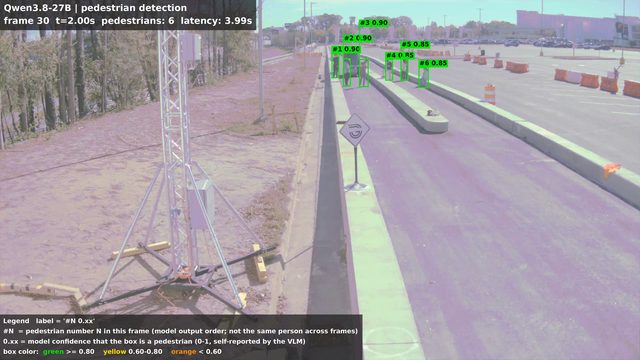 Qwen3.8-27B | pedestrian detection
frame 30  t=2.00s  pedestrians: 6  latency: 3.99s
#3 0.90
#2 0.90
#1 0.90
#5 0.85
#4 0.85
#6 0.85
Legend  label = '#N 0.xx'
#N = pedestrian number N in this frame (model output order; not the same person across frames)
0.xx = model confidence that the box is a pedestrian (0-1, self-reported by the VLM)
box color: green >= 0.80  yellow 0.60-0.80  orange < 0.60